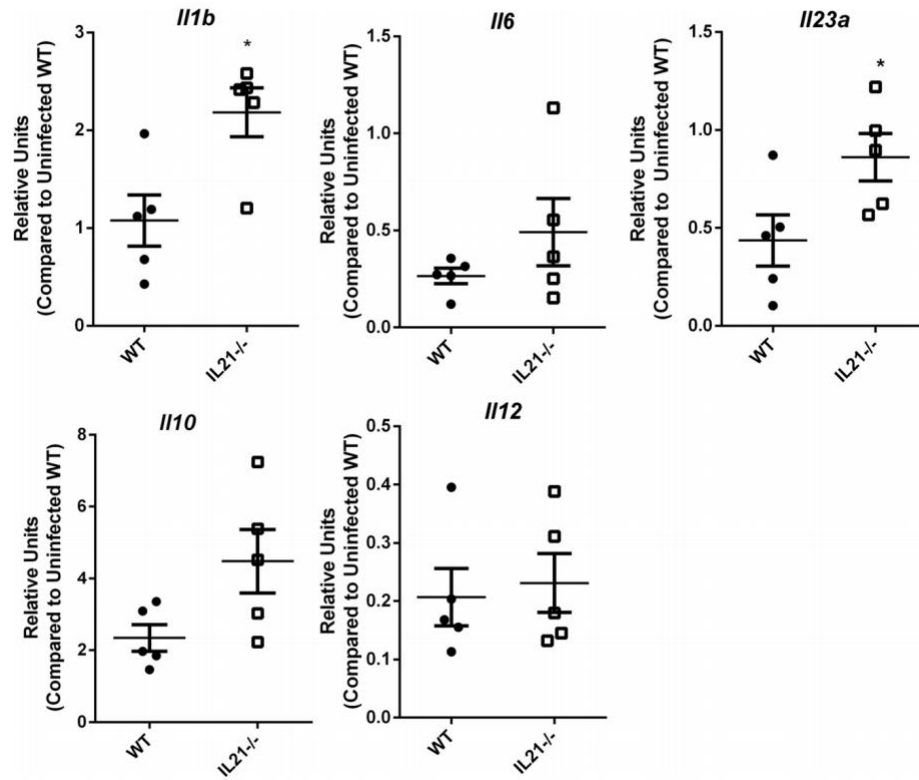 Il1b
Relative Units
(Compared to Uninfected WT)
3
2
1
0
*
WT
IL21-/-
Il6
Relative Units
(Compared to Uninfected WT)
1.5
1.0
0.5
0.0
WT
IL21-/-
Il23a
Relative Units
(Compared to Uninfected WT)
1.5
1.0
0.5
0.0
*
WT
IL21-/-
Il10
Relative Units
(Compared to Uninfected WT)
8
6
4
2
0
WT
IL21-/-
Il12
Relative Units
(Compared to Uninfected WT)
0.5
0.4
0.3
0.2
0.1
0.0
WT
IL21-/-